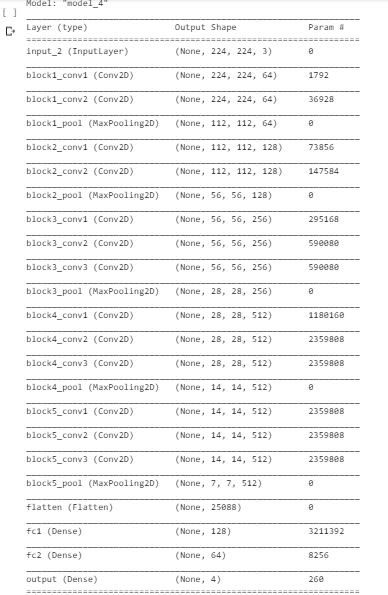 Model: "model_4"
[ ]
Layer (type) Output Shape Param #
input_2 (InputLayer) (None, 224, 224, 3) 0
block1_conv1 (Conv2D) (None, 224, 224, 64) 1792
block1_conv2 (Conv2D) (None, 224, 224, 64) 36928
block1_pool (MaxPooling2D) (None, 112, 112, 64) 0
block2_conv1 (Conv2D) (None, 112, 112, 128) 73856
block2_conv2 (Conv2D) (None, 112, 112, 128) 147584
block2_pool (MaxPooling2D) (None, 56, 56, 128) 0
block3_conv1 (Conv2D) (None, 56, 56, 256) 295168
block3_conv2 (Conv2D) (None, 56, 56, 256) 590080
block3_conv3 (Conv2D) (None, 56, 56, 256) 590080
block3_pool (MaxPooling2D) (None, 28, 28, 256) 0
block4_conv1 (Conv2D) (None, 28, 28, 512) 1180160
block4_conv2 (Conv2D) (None, 28, 28, 512) 2359808
block4_conv3 (Conv2D) (None, 28, 28, 512) 2359808
block4_pool (MaxPooling2D) (None, 14, 14, 512) 0
block5_conv1 (Conv2D) (None, 14, 14, 512) 2359808
block5_conv2 (Conv2D) (None, 14, 14, 512) 2359808
block5_conv3 (Conv2D) (None, 14, 14, 512) 2359808
block5_pool (MaxPooling2D) (None, 7, 7, 512) 0
flatten (Flatten) (None, 25088) 0
fc1 (Dense) (None, 128) 3211392
fc2 (Dense) (None, 64) 8256
output (Dense) (None, 4) 260